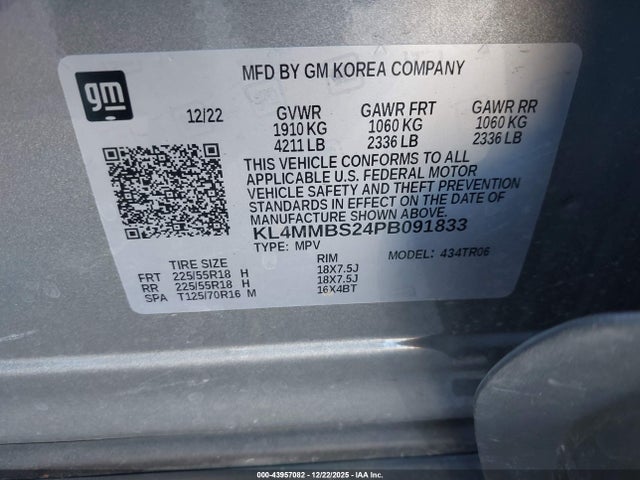 gm
MFD BY GM KOREA COMPANY
12/22 GVWR GAWR FRT GAWR RR
1910 KG 1060 KG 1060 KG
4211 LB 2336 LB 2336 LB
THIS VEHICLE CONFORMS TO ALL
APPLICABLE U.S. FEDERAL MOTOR
VEHICLE SAFETY AND THEFT PREVENTION
STANDARDS IN EFFECT ON THE DATE OF
MANUFACTURE SHOWN ABOVE.
KL4MMBS24PB091833
TYPE: MPV MODEL: 434TR06
TIRE SIZE RIM
FRT 225/55R18 H 18X7.5J
RR 225/55R18 H 18X7.5J
SPA T125/70R16 M 16X4BT
000-43957082 - 12/22/2025 - IAA Inc.